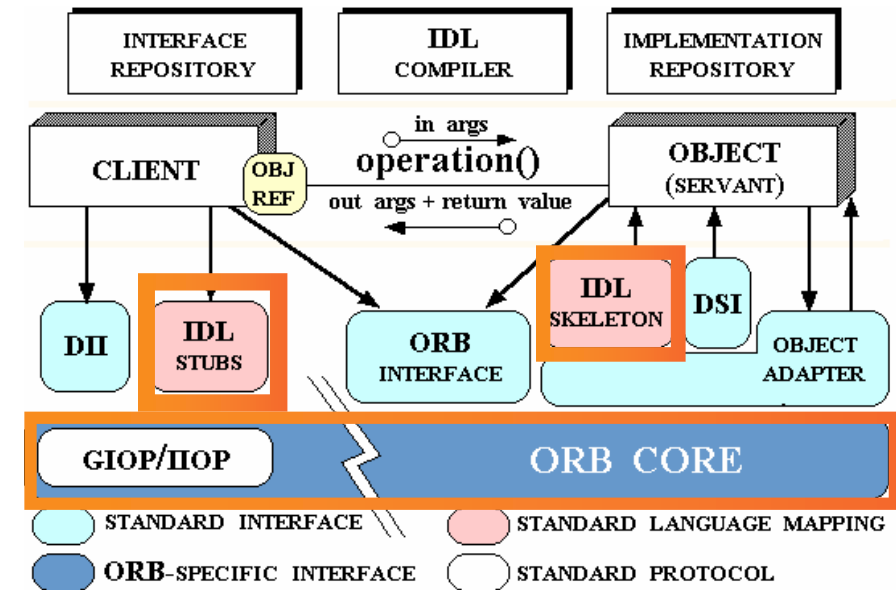 INTERFACE
REPOSITORY
IDL
COMPILER
IMPLEMENTATION
REPOSITORY
CLIENT
OBJ
REF
in args
operation()
out args + return value
OBJECT
(SERVANT)
DII
IDL
STUBS
ORB
INTERFACE
IDL
SKELETON
DSI
OBJECT
ADAPTER
GIOP/IIOP
ORB CORE
STANDARD INTERFACE
STANDARD LANGUAGE MAPPING
ORB-SPECIFIC INTERFACE
STANDARD PROTOCOL